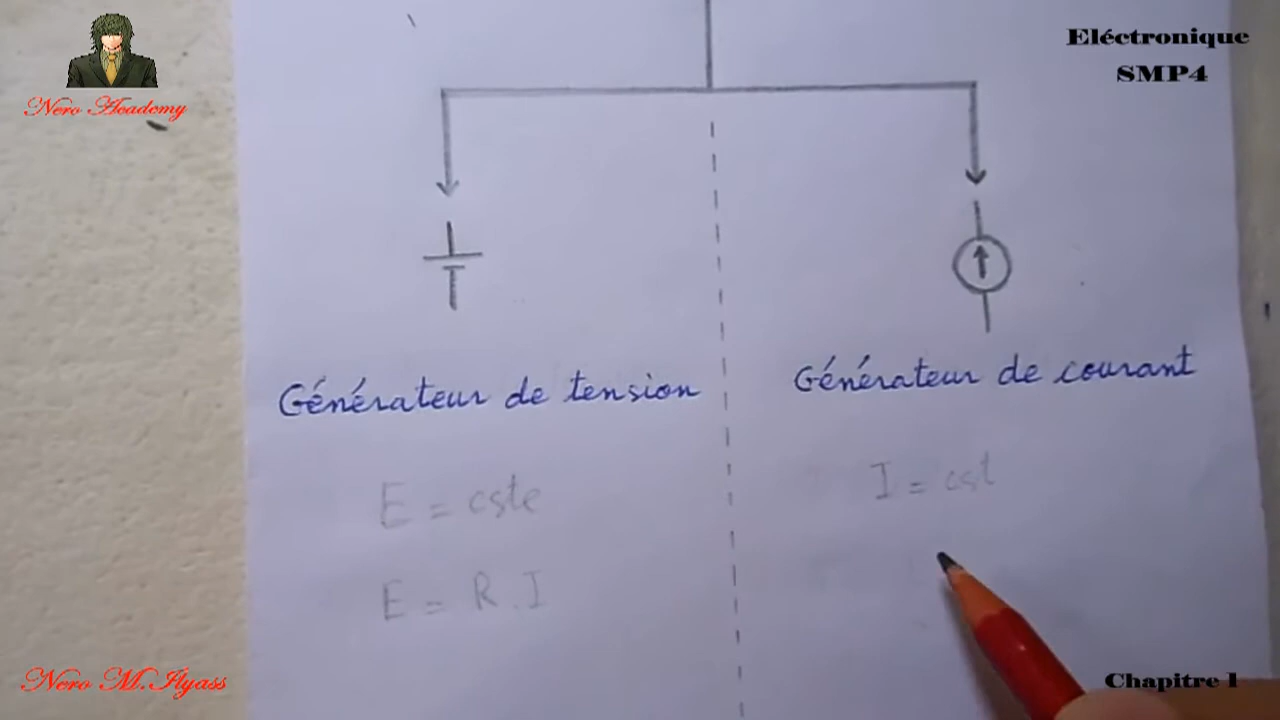 Nero Academy
Eléctronique
SMP4
Générateur de tension
E = cste
E = R.I
Générateur de courant
I = cst
Nero M.Ilyass
Chapitre 1